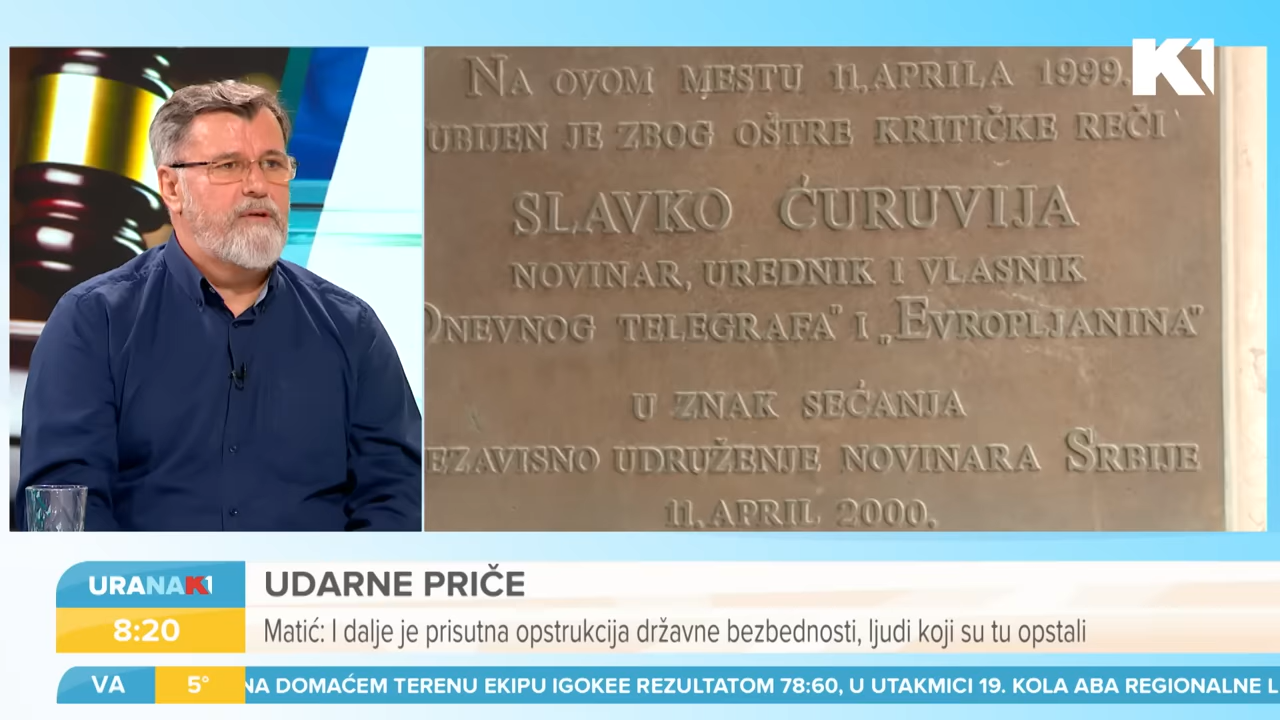 K1
NA OVOM MESTU 11. APRILA 1999.
UBIJEN JE ZBOG OŠTRE KRITIČKE REČI
SLAVKO ĆURUVIJA
NOVINAR, UREDNIK I VLASNIK
DNEVNOG TELEGRAFA" I „EVROPLJANINA"
U ZNAK SEĆANJA
EZAVISNO UDRUŽENJE NOVINARA SRBIJE
11. APRIL 2000.
URANAK1
UDARNE PRIČE
8:20
Matić: I dalje je prisutna opstrukcija državne bezbednosti, ljudi koji su tu opstali
VA
5°
NA DOMAĆEM TERENU EKIPU IGOKEE REZULTATOM 78:60, U UTAKMICI 19. KOLA ABA REGIONALNE L